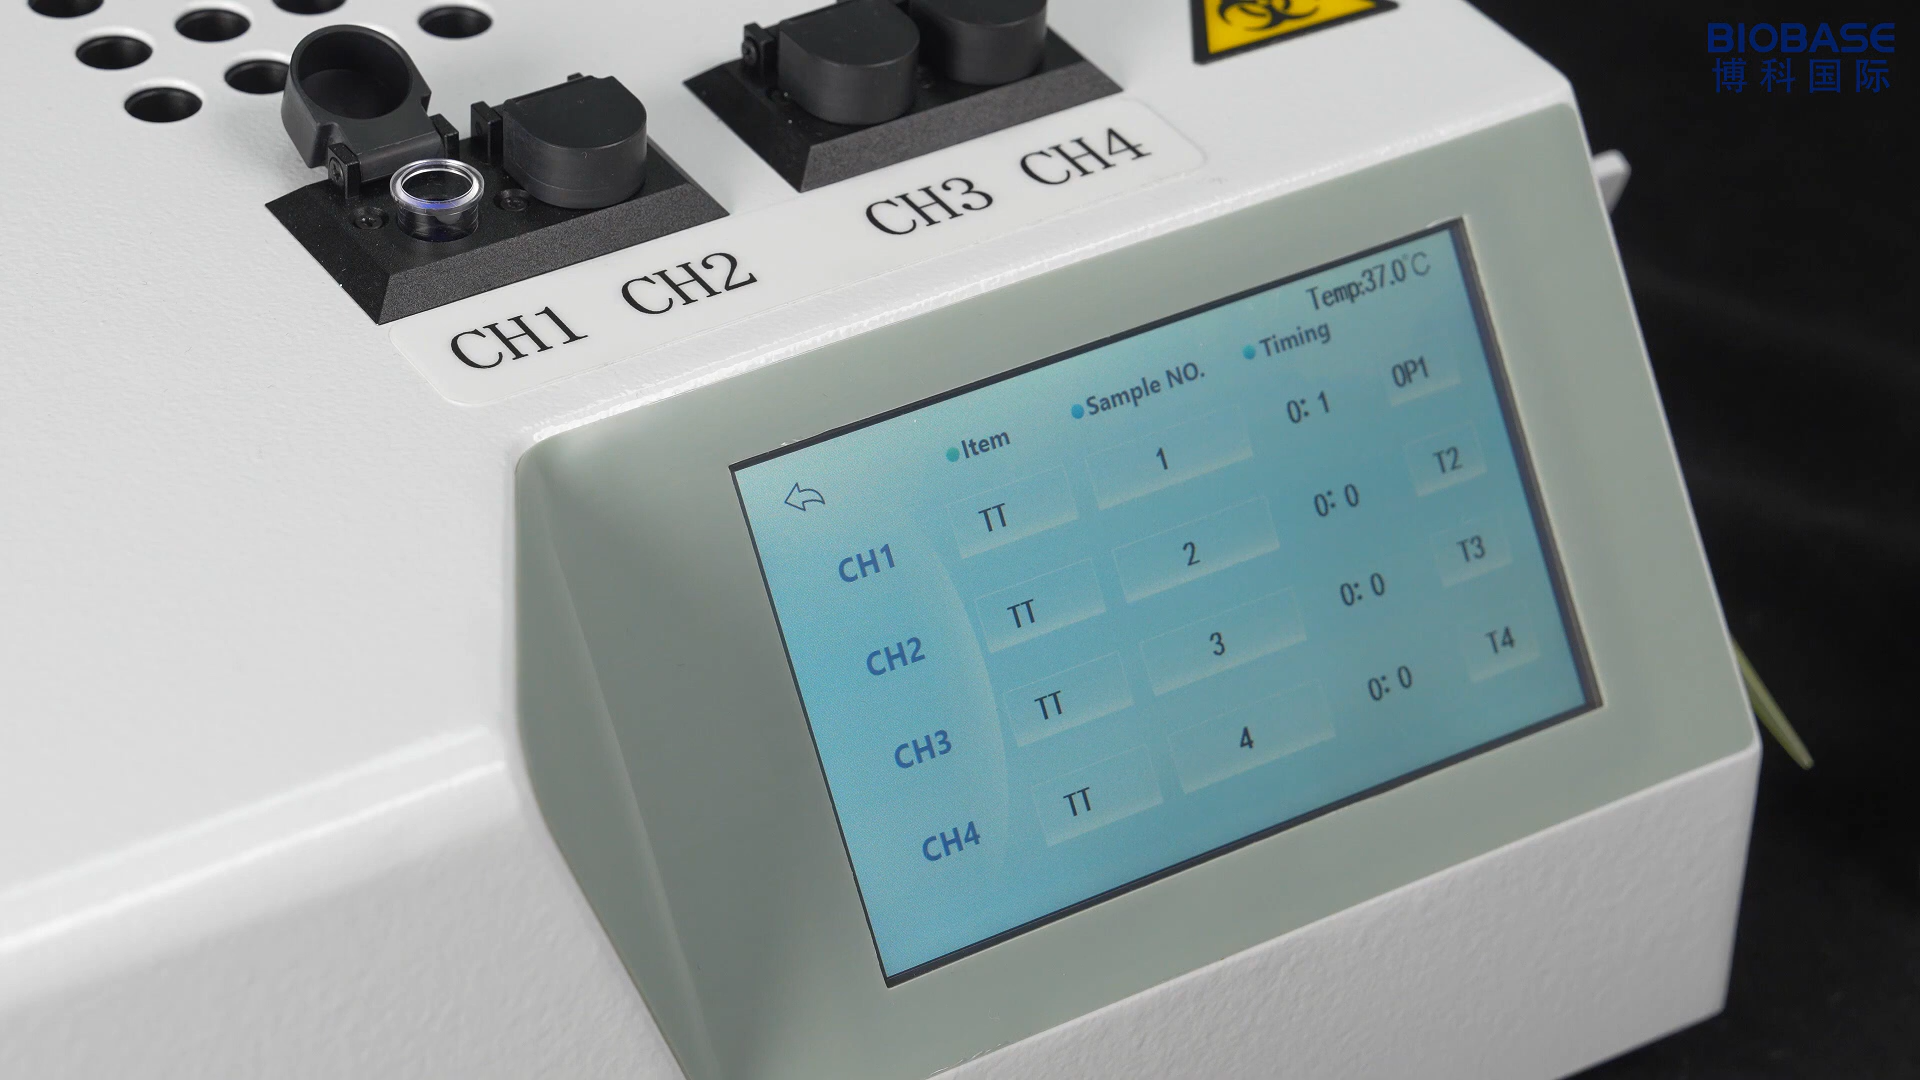 BIOBASE
博科国际
CH1 CH2 CH3 CH4
Temp:37.0°C
Item Sample NO. Timing
CH1 TT 1 0: 1 OP1
CH2 TT 2 0: 0 T2
CH3 TT 3 0: 0 T3
CH4 TT 4 0: 0 T4